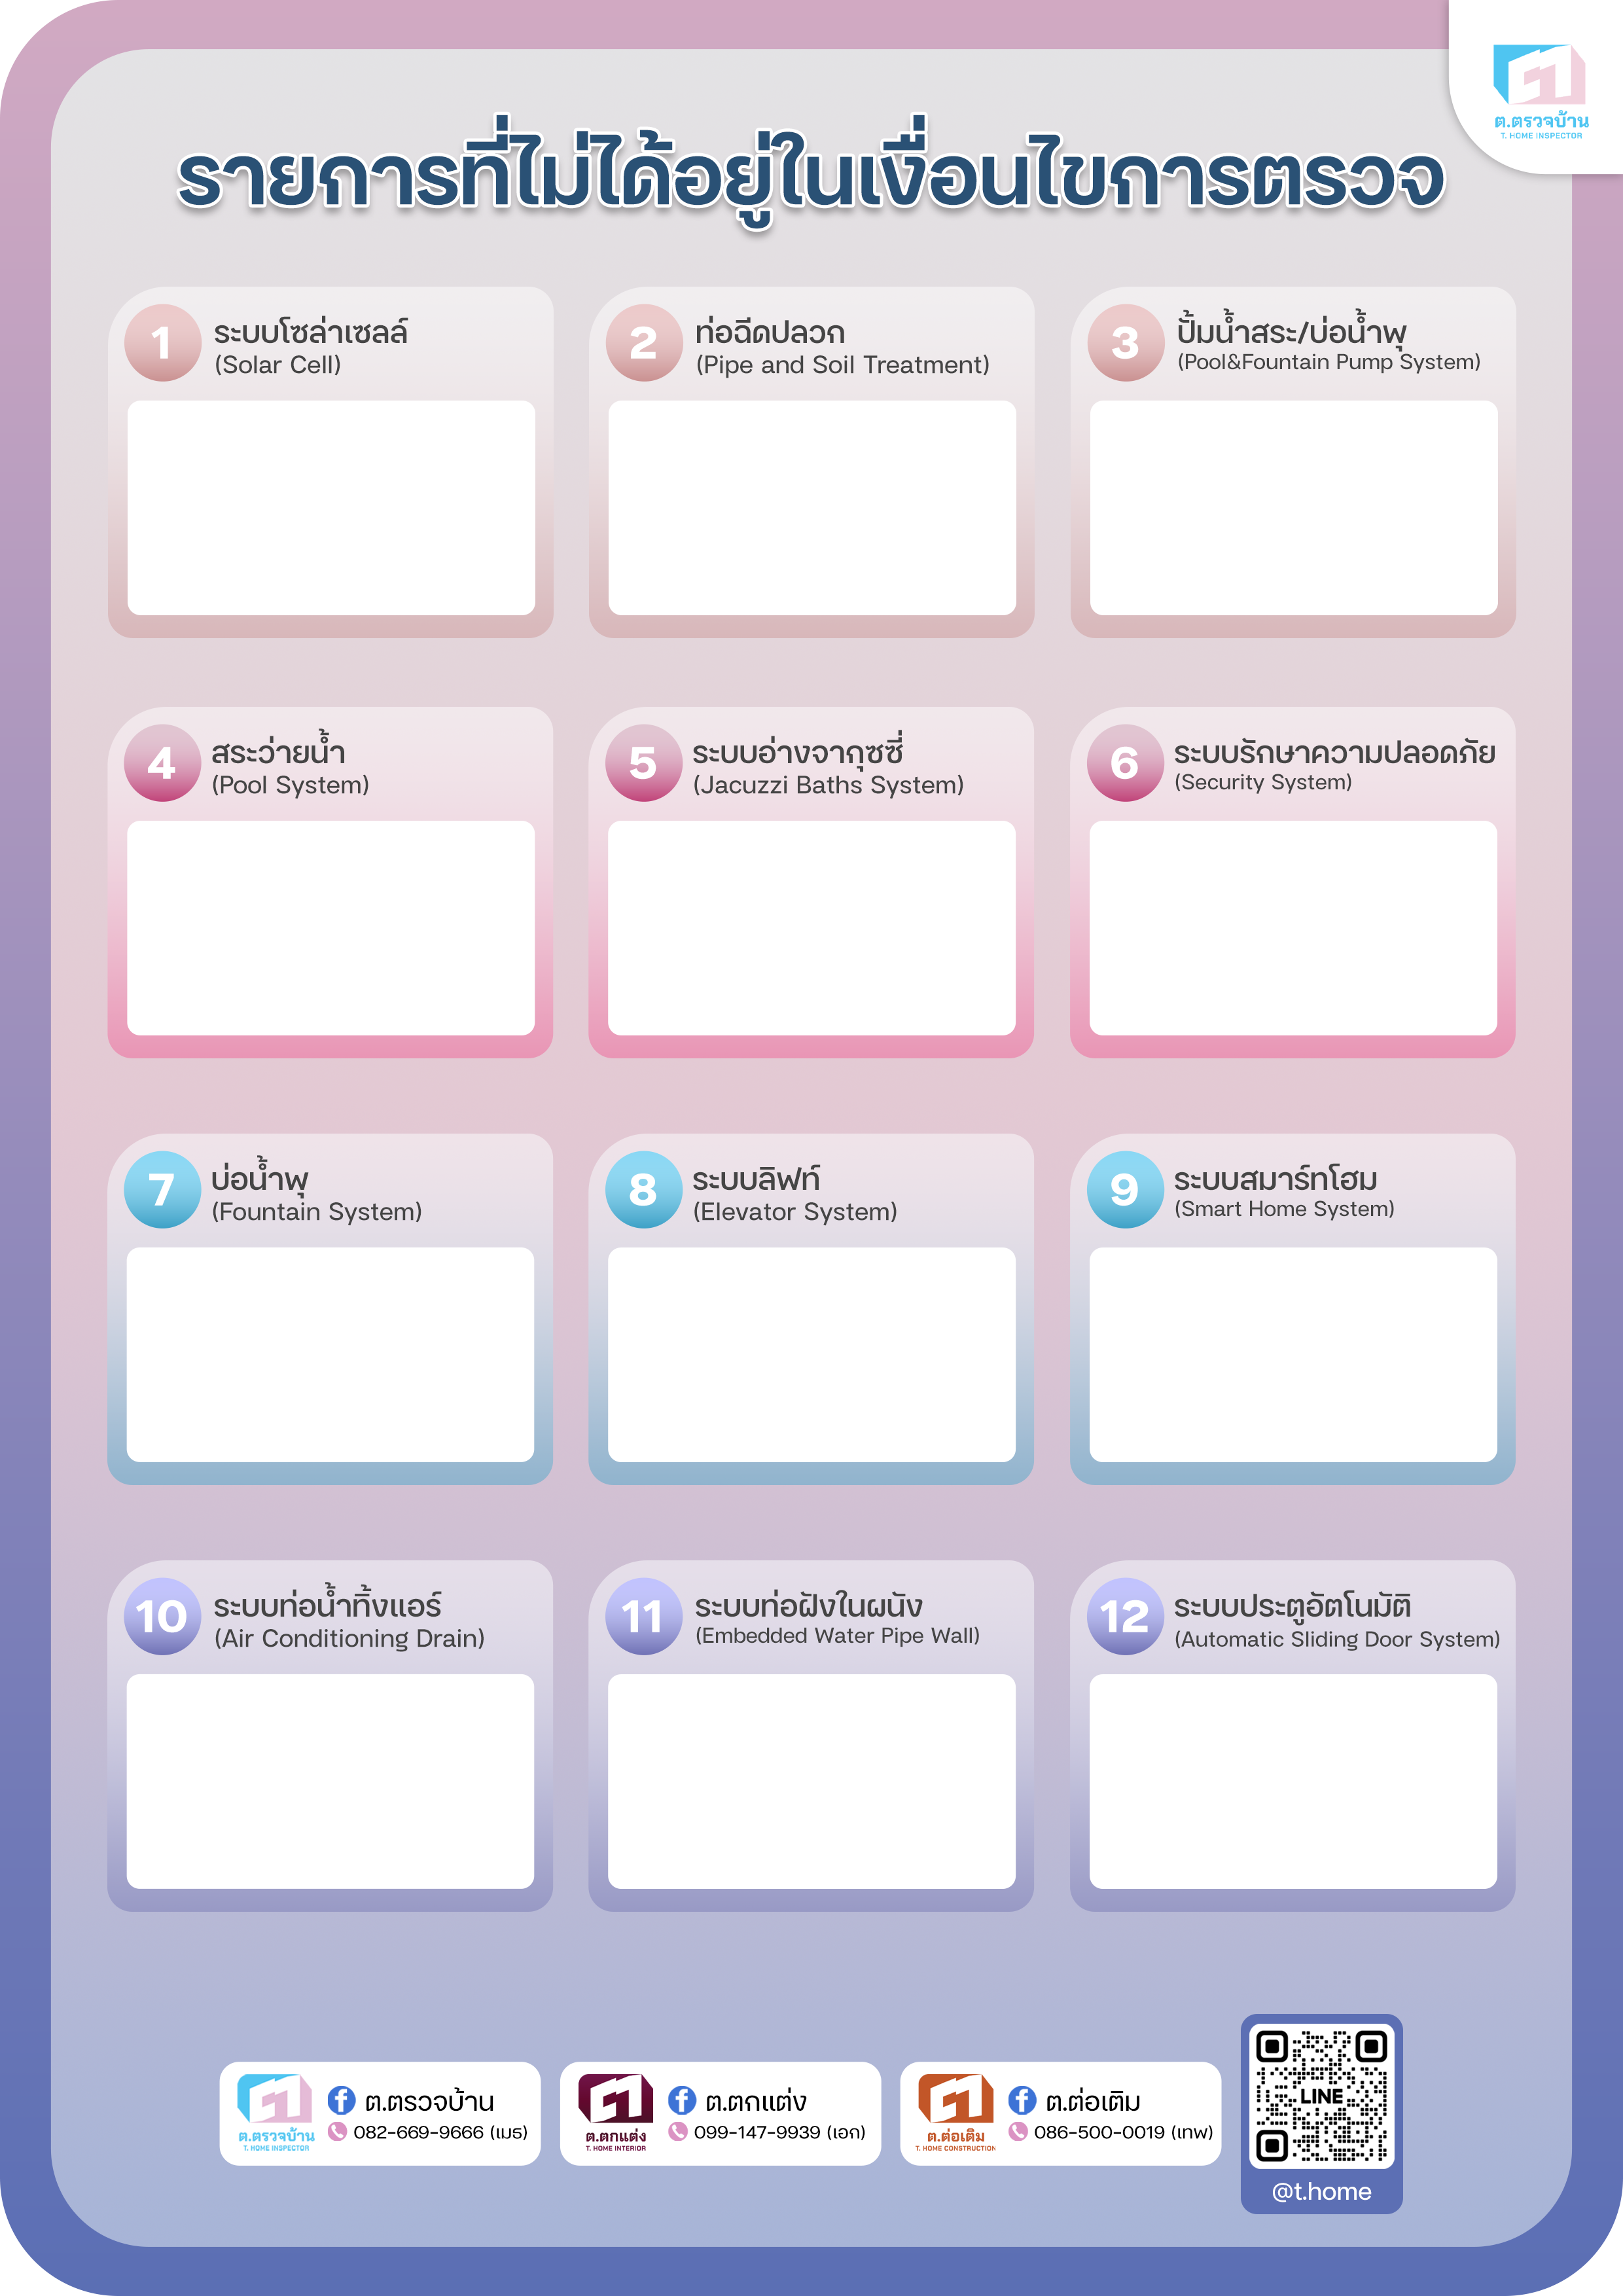 ต.ตรวจบ้าน
T. HOME INSPECTOR
รายการที่ไม่ได้อยู่ในเงื่อนไขการตรวจ
1 ระบบโซล่าเซลล์
(Solar Cell)
2 ท่อฉีดปลวก
(Pipe and Soil Treatment)
3 ปั้มน้ำสระ/บ่อน้ำพุ
(Pool&Fountain Pump System)
4 สระว่ายน้ำ
(Pool System)
5 ระบบอ่างจากุซซี่
(Jacuzzi Baths System)
6 ระบบรักษาความปลอดภัย
(Security System)
7 บ่อน้ำพุ
(Fountain System)
8 ระบบลิฟท์
(Elevator System)
9 ระบบสมาร์ทโฮม
(Smart Home System)
10 ระบบท่อน้ำทิ้งแอร์
(Air Conditioning Drain)
11 ระบบท่อฝังในผนัง
(Embedded Water Pipe Wall)
12 ระบบประตูอัตโนมัติ
(Automatic Sliding Door System)
ต.ตรวจบ้าน
T. HOME INSPECTOR
ต.ตรวจบ้าน
082-669-9666 (เมธ)
ต.ตกแต่ง
T. HOME INTERIOR
ต.ตกแต่ง
099-147-9939 (เอก)
ต.ต่อเติม
T. HOME CONSTRUCTION
ต.ต่อเติม
086-500-0019 (เทพ)
LINE
@t.home